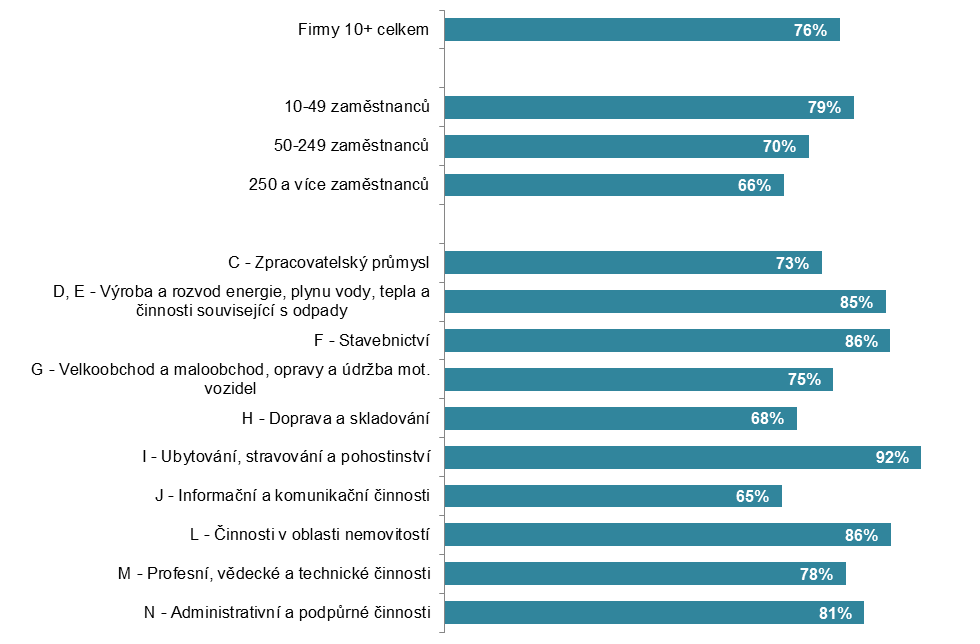 Firmy 10+ celkem 76%
10-49 zaměstnanců 79%
50-249 zaměstnanců 70%
250 a více zaměstnanců 66%
C - Zpracovatelský průmysl 73%
D, E - Výroba a rozvod energie, plynu vody, tepla a
činnosti související s odpady 85%
F - Stavebnictví 86%
G - Velkoobchod a maloobchod, opravy a údržba mot.
vozidel 75%
H - Doprava a skladování 68%
I - Ubytování, stravování a pohostinství 92%
J - Informační a komunikační činnosti 65%
L - Činnosti v oblasti nemovitostí 86%
M - Profesní, vědecké a technické činnosti 78%
N - Administrativní a podpůrné činnosti 81%